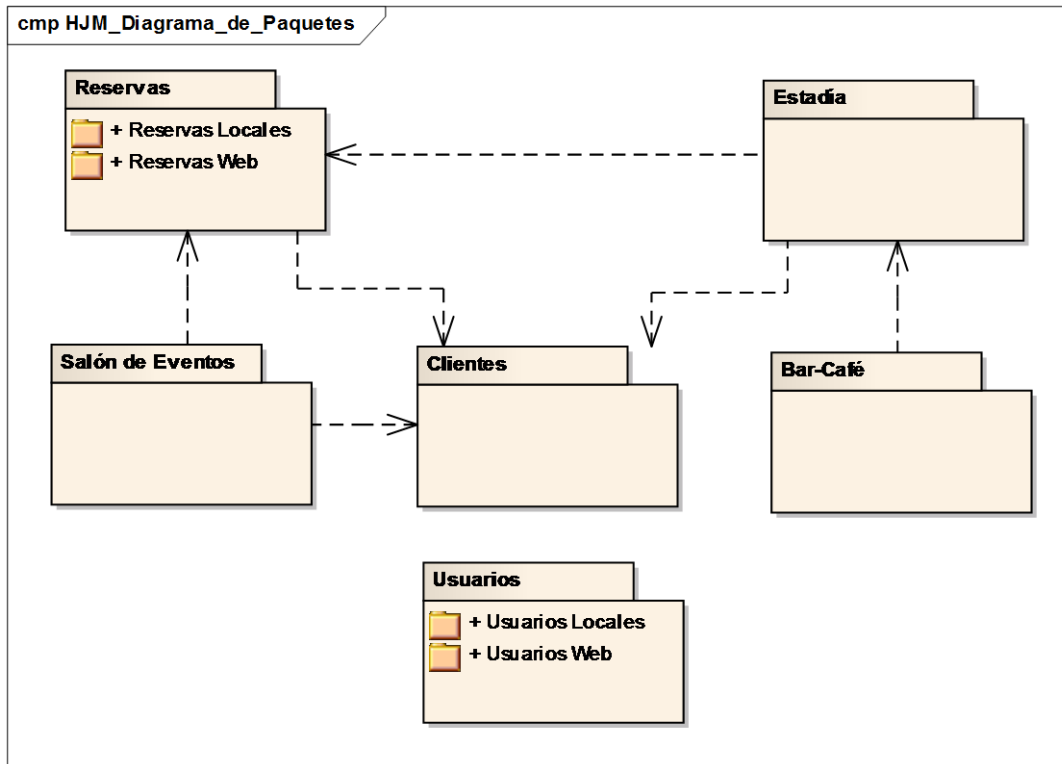 cmp HJM_Diagrama_de_Paquetes
Reservas
+ Reservas Locales
+ Reservas Web
Estadía
Salón de Eventos
Clientes
Bar-Café
Usuarios
+ Usuarios Locales
+ Usuarios Web